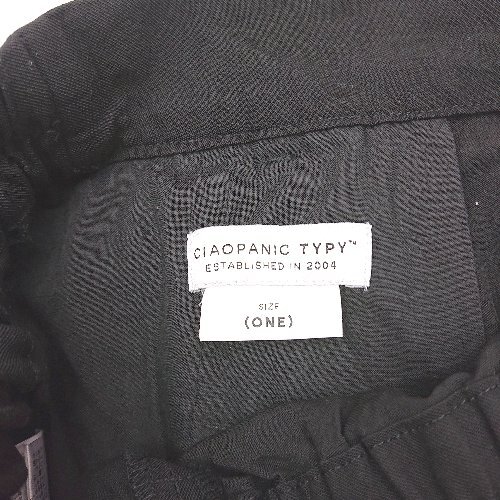 CIAOPANIC TYPY™
ESTABLISHED IN 2004
SIZE
(ONE)